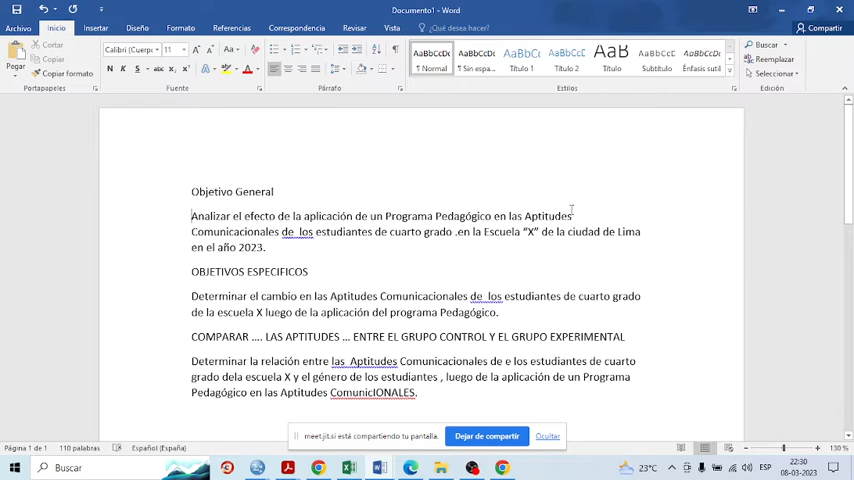 Documento1 - Word
Archivo Inicio Insertar Diseño Formato Referencias Correspondencia Revisar Vista ¿Qué desea hacer? Compartir
Cortar
Copiar
Copiar formato
Pegar
Portapapeles
Calibri (Cuerpo 11
N K S
Fuente
Párrafo
AaBbCcDc AaBbCcDc AaBbCc AaBbCcD AaB AaBbCcC AaBbCcDc
¶ Normal ¶ Sin espa... Título 1 Título 2 Título Subtítulo Énfasis sutil
Estilos
Buscar
Reemplazar
Seleccionar
Edición
Objetivo General
Analizar el efecto de la aplicación de un Programa Pedagógico en las Aptitudes
Comunicacionales de los estudiantes de cuarto grado .en la Escuela “X” de la ciudad de Lima
en el año 2023.
OBJETIVOS ESPECIFICOS
Determinar el cambio en las Aptitudes Comunicacionales de los estudiantes de cuarto grado
de la escuela X luego de la aplicación del programa Pedagógico.
COMPARAR .... LAS APTITUDES ... ENTRE EL GRUPO CONTROL Y EL GRUPO EXPERIMENTAL
Determinar la relación entre las Aptitudes Comunicacionales de e los estudiantes de cuarto
grado dela escuela X y el género de los estudiantes , luego de la aplicación de un Programa
Pedagógico en las Aptitudes ComunicIONALES.
meet.jit.si está compartiendo tu pantalla. Dejar de compartir Ocultar
Página 1 de 1 110 palabras Español (España) 130 %
Buscar 23°C ESP 22:30
08-03-2023